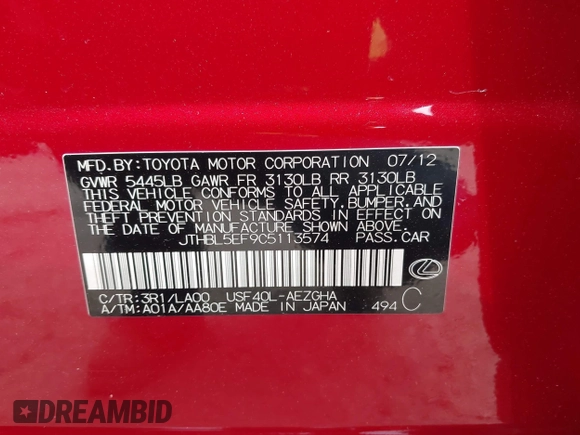 MFD.BY:TOYOTA MOTOR CORPORATION 07/12
GVWR 5445LB GAWR FR 3130LB RR 3130LB
THIS VEHICLE CONFORMS TO ALL APPLICABLE
FEDERAL MOTOR VEHICLE SAFETY,BUMPER,AND
THEFT PREVENTION STANDARDS IN EFFECT ON
THE DATE OF MANUFACTURE SHOWN ABOVE.
JTHBL5EF9C5113574 PASS.CAR
C/TR:3R1/LA00 USF40L-AEZGHA
A/TM:A01A/AA80E MADE IN JAPAN 494 C
DREAMBID